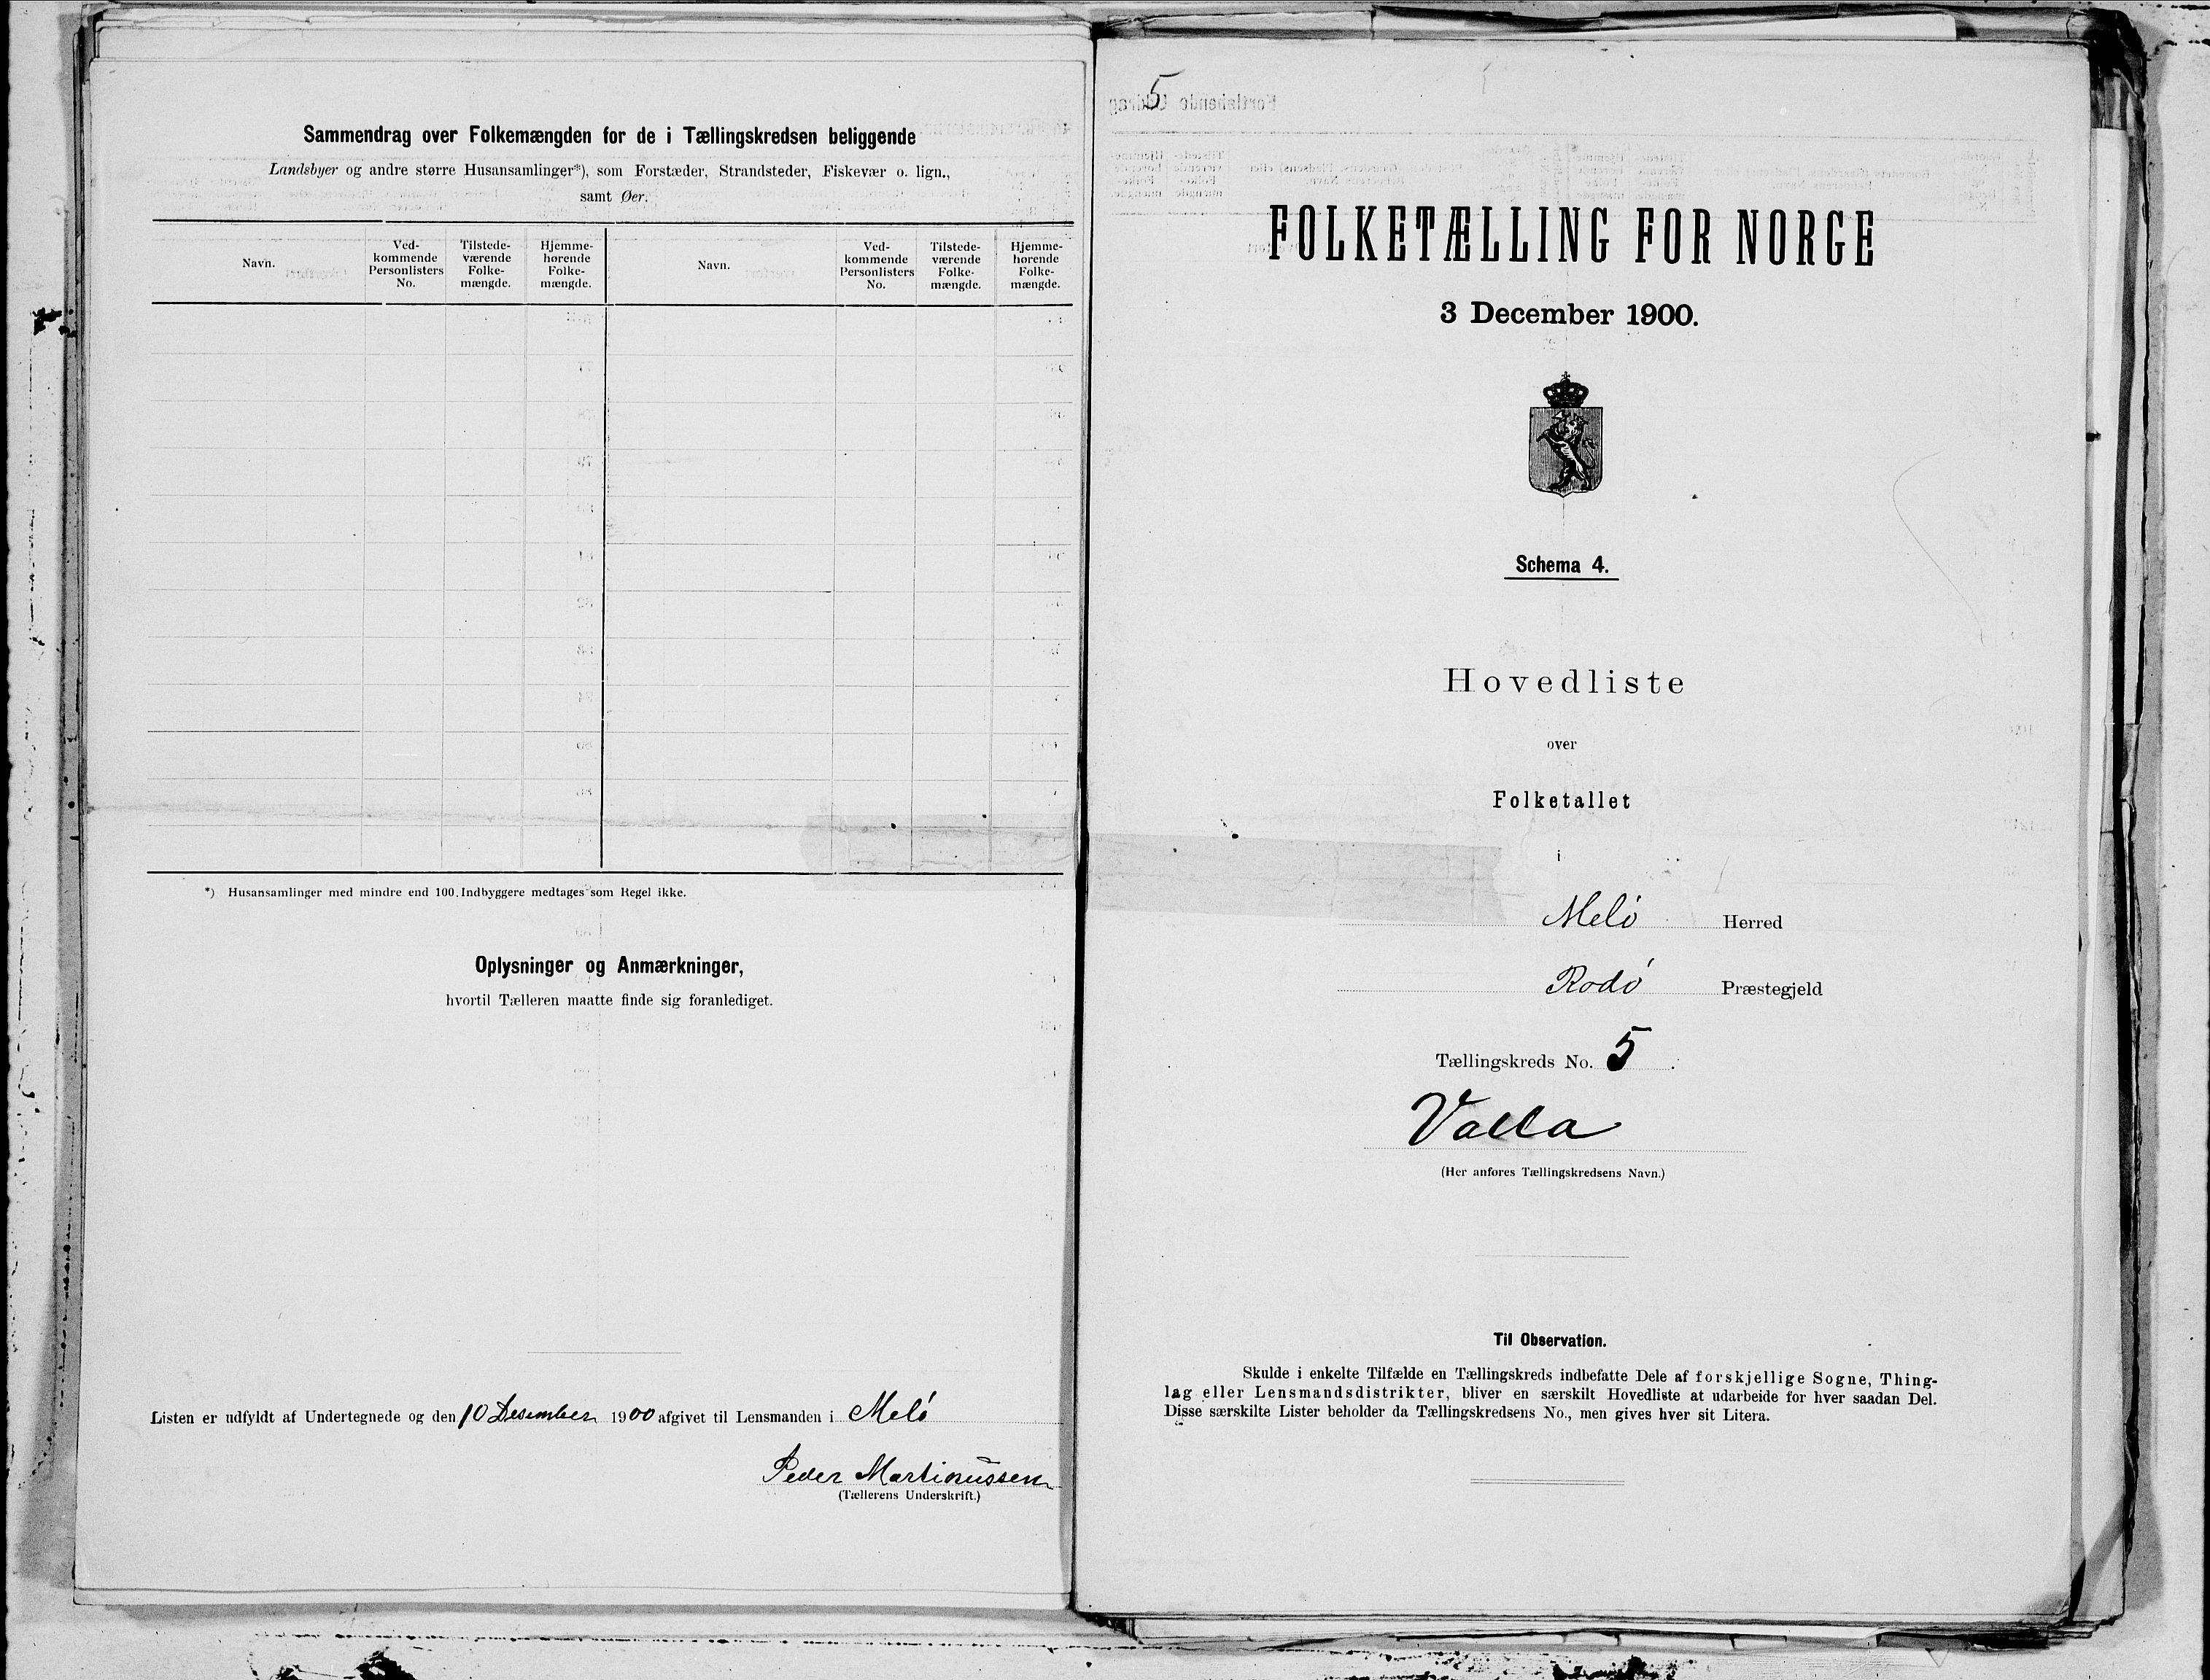 Sammendrag over Folkemængden for de i Tællingskredsen beliggende
Landsbyer og andre større Husansamlinger*), som Forstæder, Strandsteder, Fiskevær o. lign.,
samt Øer.
Navn.
Ved-
kommende
Personlisters
No.
Tilstede-
værende
Folke-
mængde.
Hjemme-
hørende
Folke-
mængde.
Navn.
Ved-
kommende
Personlisters
No.
Tilstede-
værende
Folke-
mængde.
Hjemme-
hørende
Folke-
mængde.
*) Husansamlinger med mindre end 100 Indbyggere medtages som Regel ikke.
Oplysninger og Anmærkninger,
hvortil Tælleren maatte finde sig foranlediget.
Listen er udfyldt af Undertegnede og den 10 Desember 1900 afgivet til Lensmanden i Melø
Peder Martinussen
(Tællerens Underskrift.)
5
FOLKETÆLLING FOR NORGE
3 December 1900.
Schema 4.
Hovedliste
over
Folketallet
i
Melø Herred
Rodø Præstegjeld
Tællingskreds No. 5.
Valla
(Her anføres Tællingskredsens Navn.)
Til Observation.
Skulde i enkelte Tilfælde en Tællingskreds indbefatte Dele af forskjellige Sogne, Thing-
lag eller Lensmandsdistrikter, bliver en særskilt Hovedliste at udarbeide for hver saadan Del.
Disse særskilte Lister beholder da Tællingskredsens No., men gives hver sit Litera.